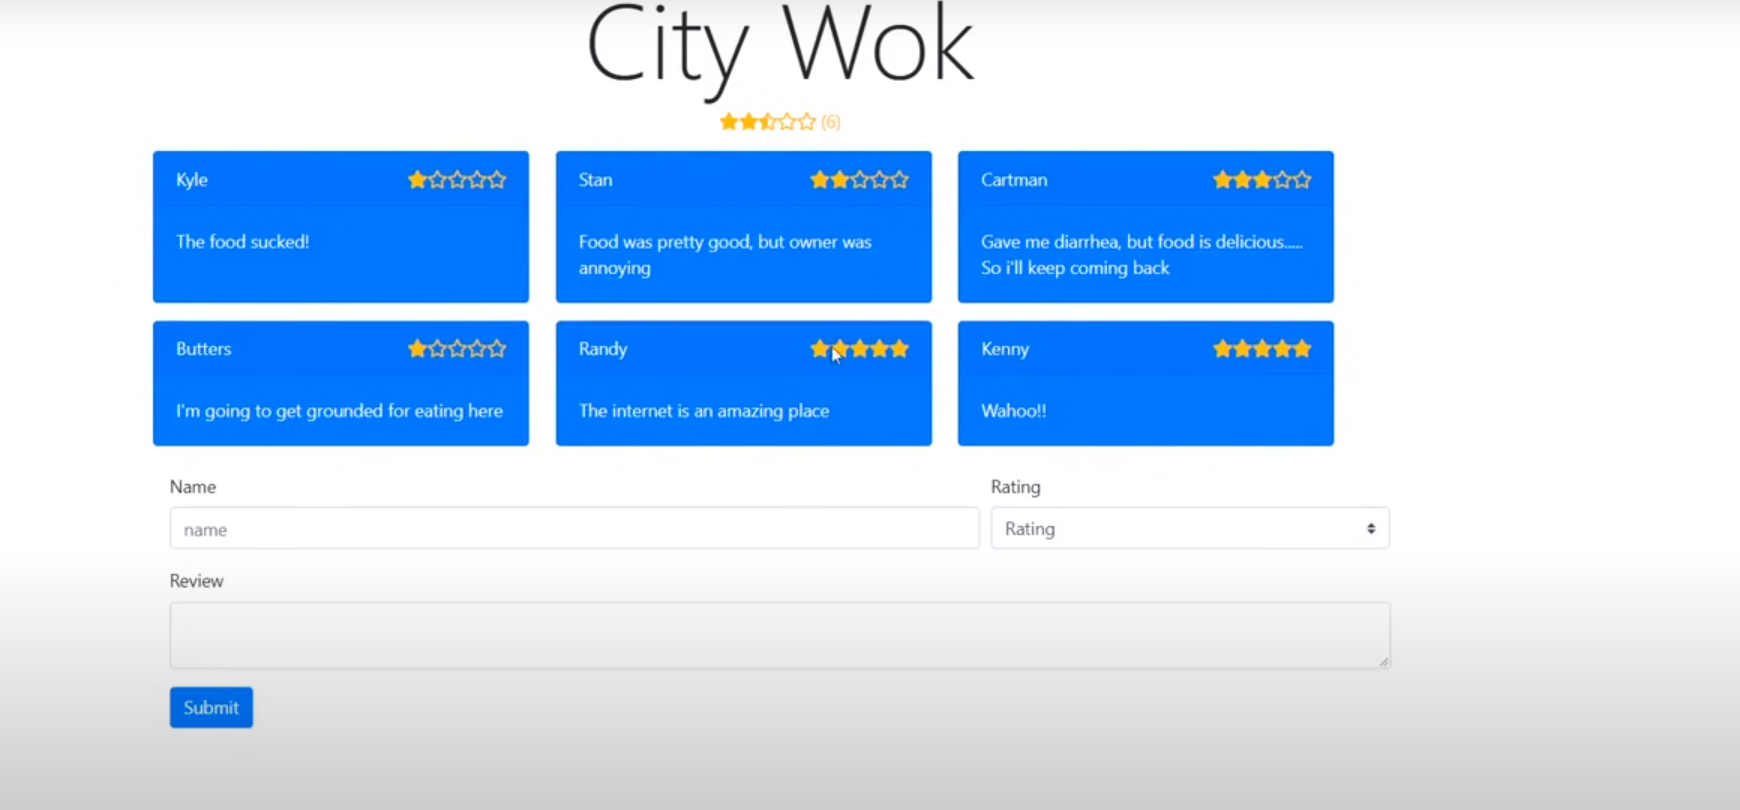 City Wok
(6)
Kyle
The food sucked!
Stan
Food was pretty good, but owner was
annoying
Cartman
Gave me diarrhea, but food is delicious.....
So i'll keep coming back
Butters
I'm going to get grounded for eating here
Randy
The internet is an amazing place
Kenny
Wahoo!!
Name
name
Rating
Rating
Review
Submit